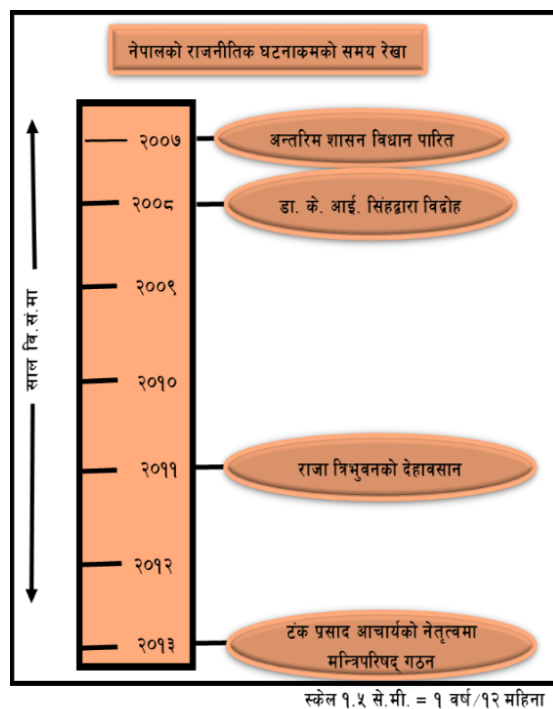 नेपालको राजनीतिक घटनाक्रमको समय रेखा
साल वि.सं.मा
२००७
अन्तरिम शासन विधान पारित
२००८
डा. के. आई. सिंहद्वारा विद्रोह
२००९
२०१०
२०११
राजा त्रिभुवनको देहावसान
२०१२
२०१३
टंक प्रसाद आचार्यको नेतृत्वमा
मन्त्रिपरिषद् गठन
स्केल १.५ से.मी. = १ वर्ष/१२ महिना